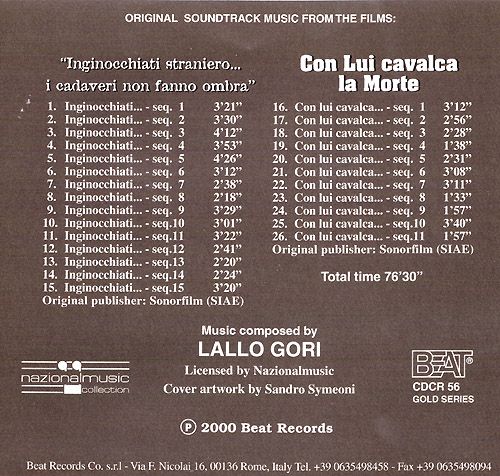 ORIGINAL SOUNDTRACK MUSIC FROM THE FILMS:
"Inginocchiati straniero...
i cadaveri non fanno ombra"
1. Inginocchiati... - seq. 1 3'21"
2. Inginocchiati... - seq. 2 3'30"
3. Inginocchiati... - seq. 3 4'12"
4. Inginocchiati... - seq. 4 3'53"
5. Inginocchiati... - seq. 5 4'26"
6. Inginocchiati... - seq. 6 3'12"
7. Inginocchiati... - seq. 7 2'38"
8. Inginocchiati... - seq. 8 2'18"
9. Inginocchiati... - seq. 9 3'29"
10. Inginocchiati... - seq.10 3'01"
11. Inginocchiati... - seq.11 3'22"
12. Inginocchiati... - seq.12 2'41"
13. Inginocchiati... - seq.13 2'20"
14. Inginocchiati... - seq.14 2'24"
15. Inginocchiati... - seq.15 3'20"
Original publisher: Sonorfilm (SIAE)
Con Lui cavalca
la Morte
16. Con lui cavalca... - seq. 1 3'12"
17. Con lui cavalca... - seq. 2 2'56"
18. Con lui cavalca... - seq. 3 2'28"
19. Con lui cavalca... - seq. 4 1'38"
20. Con lui cavalca... - seq. 5 2'31"
21. Con lui cavalca... - seq. 6 3'08"
22. Con lui cavalca... - seq. 7 3'11"
23. Con lui cavalca... - seq. 8 1'33"
24. Con lui cavalca... - seq. 9 1'57"
25. Con lui cavalca... - seq.10 3'40"
26. Con lui cavalca... - seq.11 1'57"
Original publisher: Sonorfilm (SIAE)
Total time 76'30"
Music composed by
LALLO GORI
Licensed by Nazionalmusic
Cover artwork by Sandro Symeoni
nazionalmusic
collection
BEAT
CDCR 56
GOLD SERIES
℗ 2000 Beat Records
Beat Records Co. s.r.l - Via F. Nicolai 16, 00136 Rome, Italy Tel. +39 0635498458 - Fax +39 0635498094